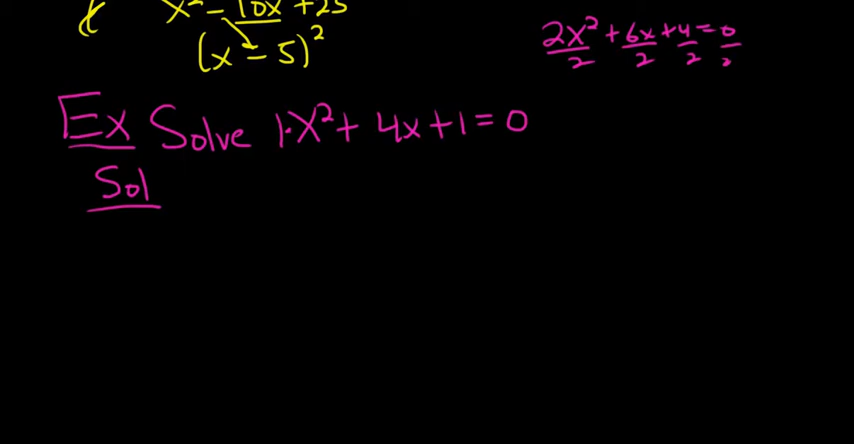 x² - 10x + 25
(x - 5)²
2x²/2 + 6x/2 + 4/2 = 0/2
Ex Solve 1·x² + 4x + 1 = 0
Sol